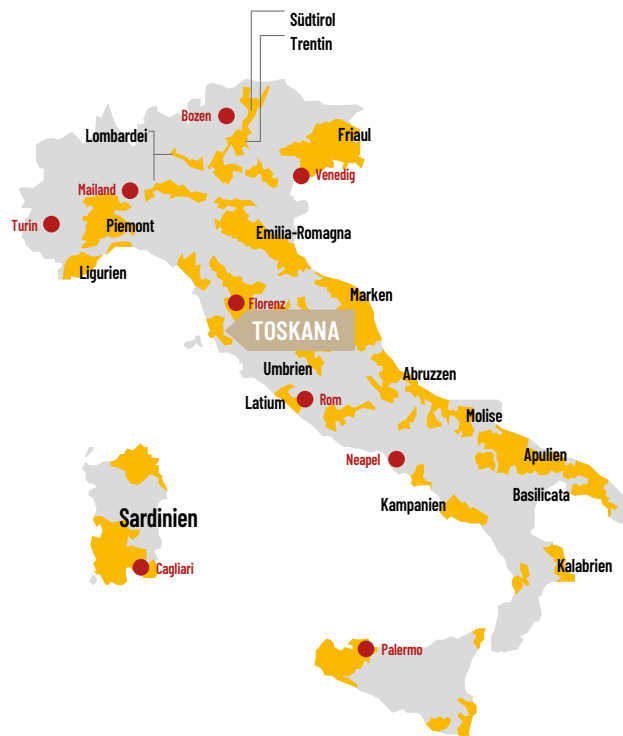 Südtirol
Trentin
Bozen
Lombardei
Friaul
Venedig
Mailand
Turin
Piemont
Emilia-Romagna
Ligurien
Marken
Florenz
TOSKANA
Umbrien
Abruzzen
Latium
Rom
Molise
Neapel
Apulien
Basilicata
Kampanien
Sardinien
Kalabrien
Cagliari
Palermo